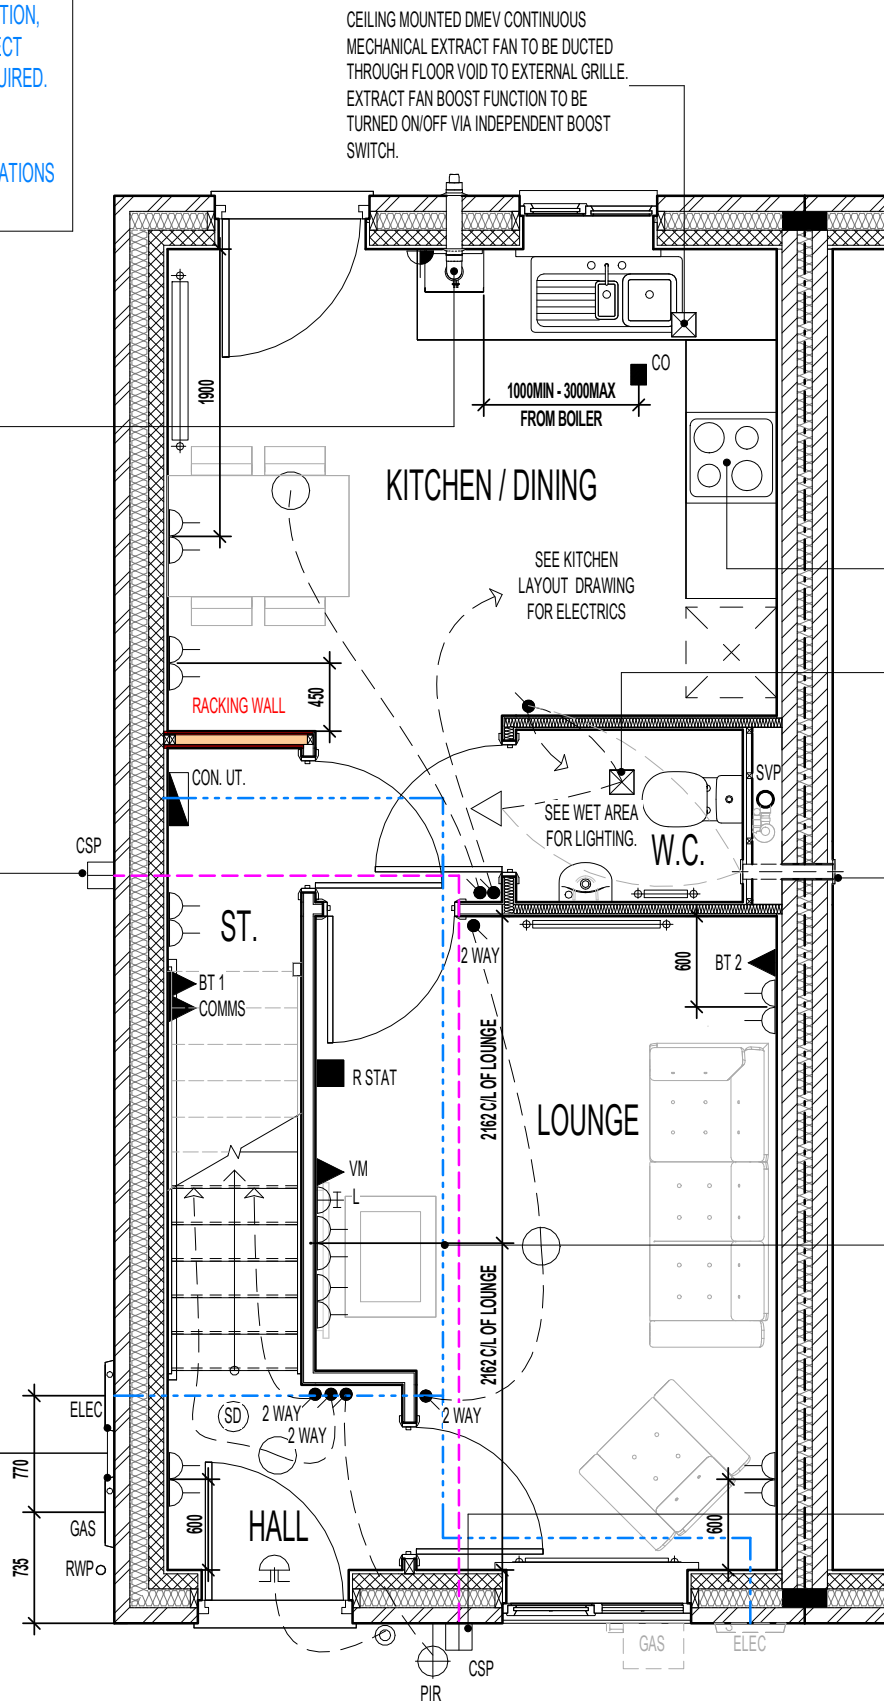 TION,
ECT
UIRED.
ATIONS
CEILING MOUNTED DMEV CONTINUOUS
MECHANICAL EXTRACT FAN TO BE DUCTED
THROUGH FLOOR VOID TO EXTERNAL GRILLE.
EXTRACT FAN BOOST FUNCTION TO BE
TURNED ON/OFF VIA INDEPENDENT BOOST
SWITCH.
CO
1000MIN - 3000MAX
FROM BOILER
1900
KITCHEN / DINING
SEE KITCHEN
LAYOUT DRAWING
FOR ELECTRICS
450
RACKING WALL
CON. UT.
SVP
SEE WET AREA
FOR LIGHTING.
W.C.
CSP
ST.
2 WAY
600
BT 2
BT 1
COMMS
R STAT
2162 C/L OF LOUNGE
LOUNGE
VM
L
2162 C/L OF LOUNGE
ELEC
SD
2 WAY
2 WAY
2 WAY
770
GAS
600
HALL
600
735
RWP
GAS
ELEC
CSP
PIR